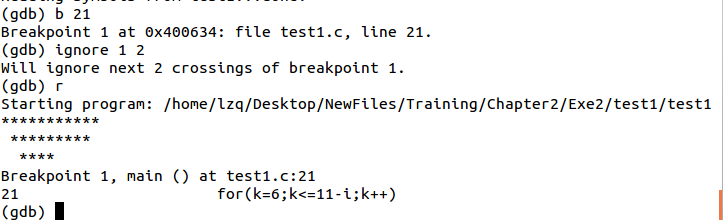 (gdb) b 21
Breakpoint 1 at 0x400634: file test1.c, line 21.
(gdb) ignore 1 2
Will ignore next 2 crossings of breakpoint 1.
(gdb) r
Starting program: /home/lzq/Desktop/NewFiles/Training/Chapter2/Exe2/test1/test1
***********
 *********
  ****
Breakpoint 1, main () at test1.c:21
21                      for(k=6;k<=11-i;k++)
(gdb)